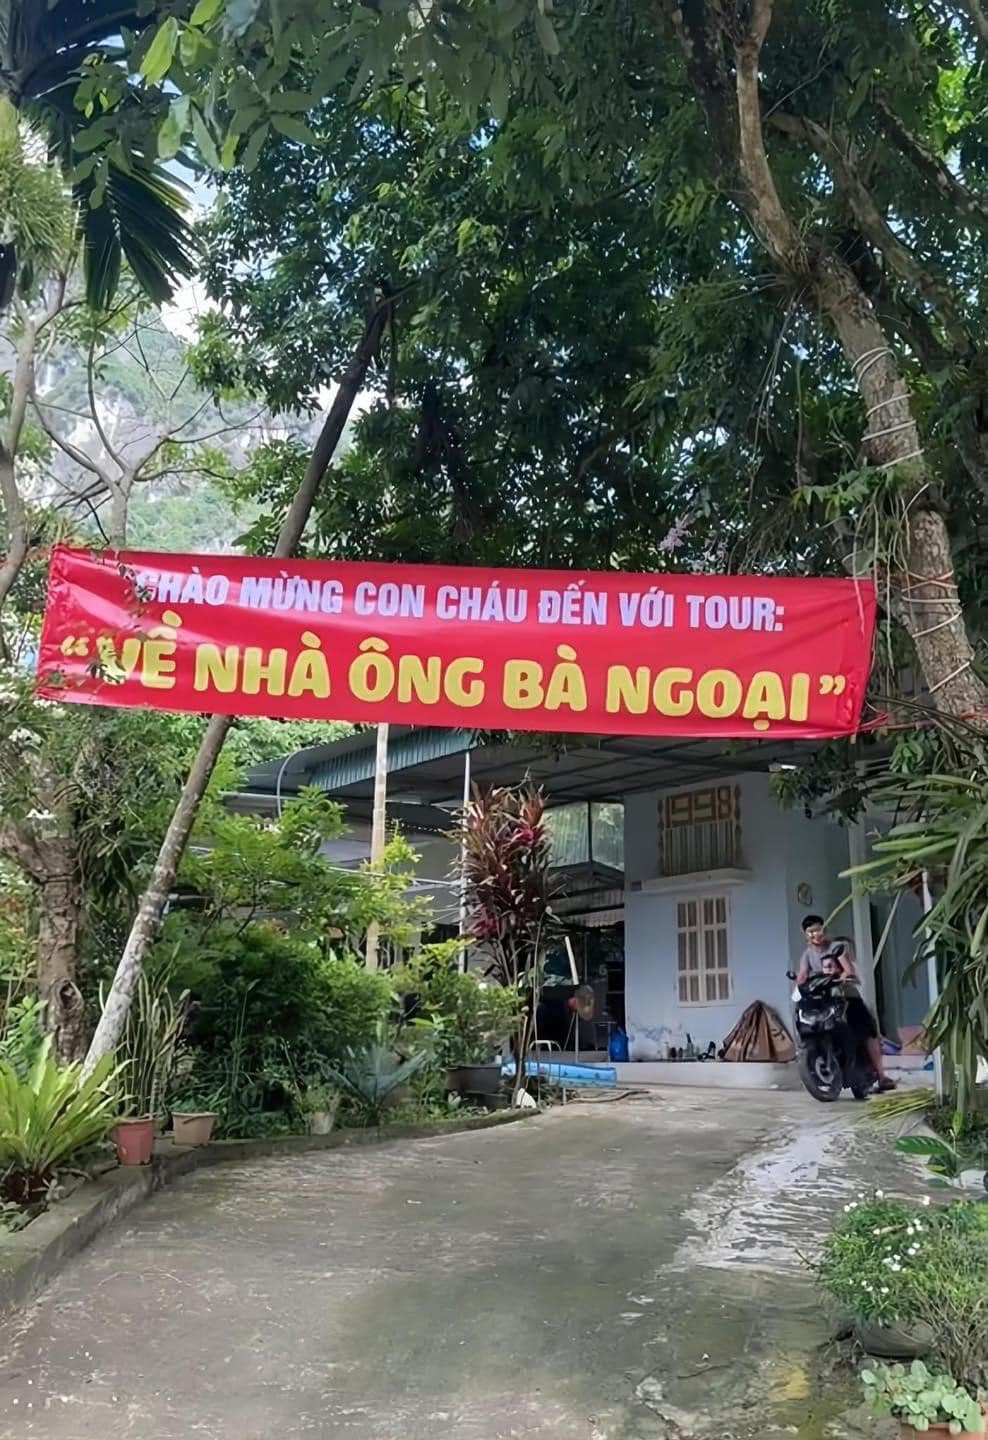 CHÀO MỪNG CON CHÁU ĐẾN VỚI TOUR:
“VỀ NHÀ ÔNG BÀ NGOẠI”
1998